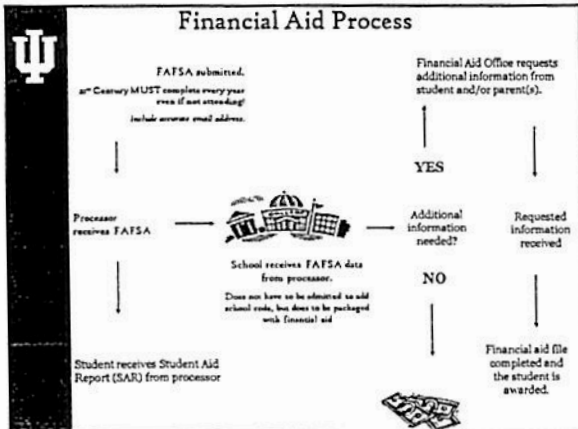 Financial Aid Process
FAFSA submitted.
21st Century MUST complete every year
even if not attending!
Include accurate email address.
Processor
receives FAFSA
Student receives Student Aid
Report (SAR) from processor
School receives FAFSA data
from processor.
Does not have to be admitted to add
school code, but does to be packaged
with financial aid
Additional
information
needed?
YES
NO
Financial Aid Office requests
additional information from
student and/or parent(s).
Requested
information
received
Financial aid file
completed and
the student is
awarded.